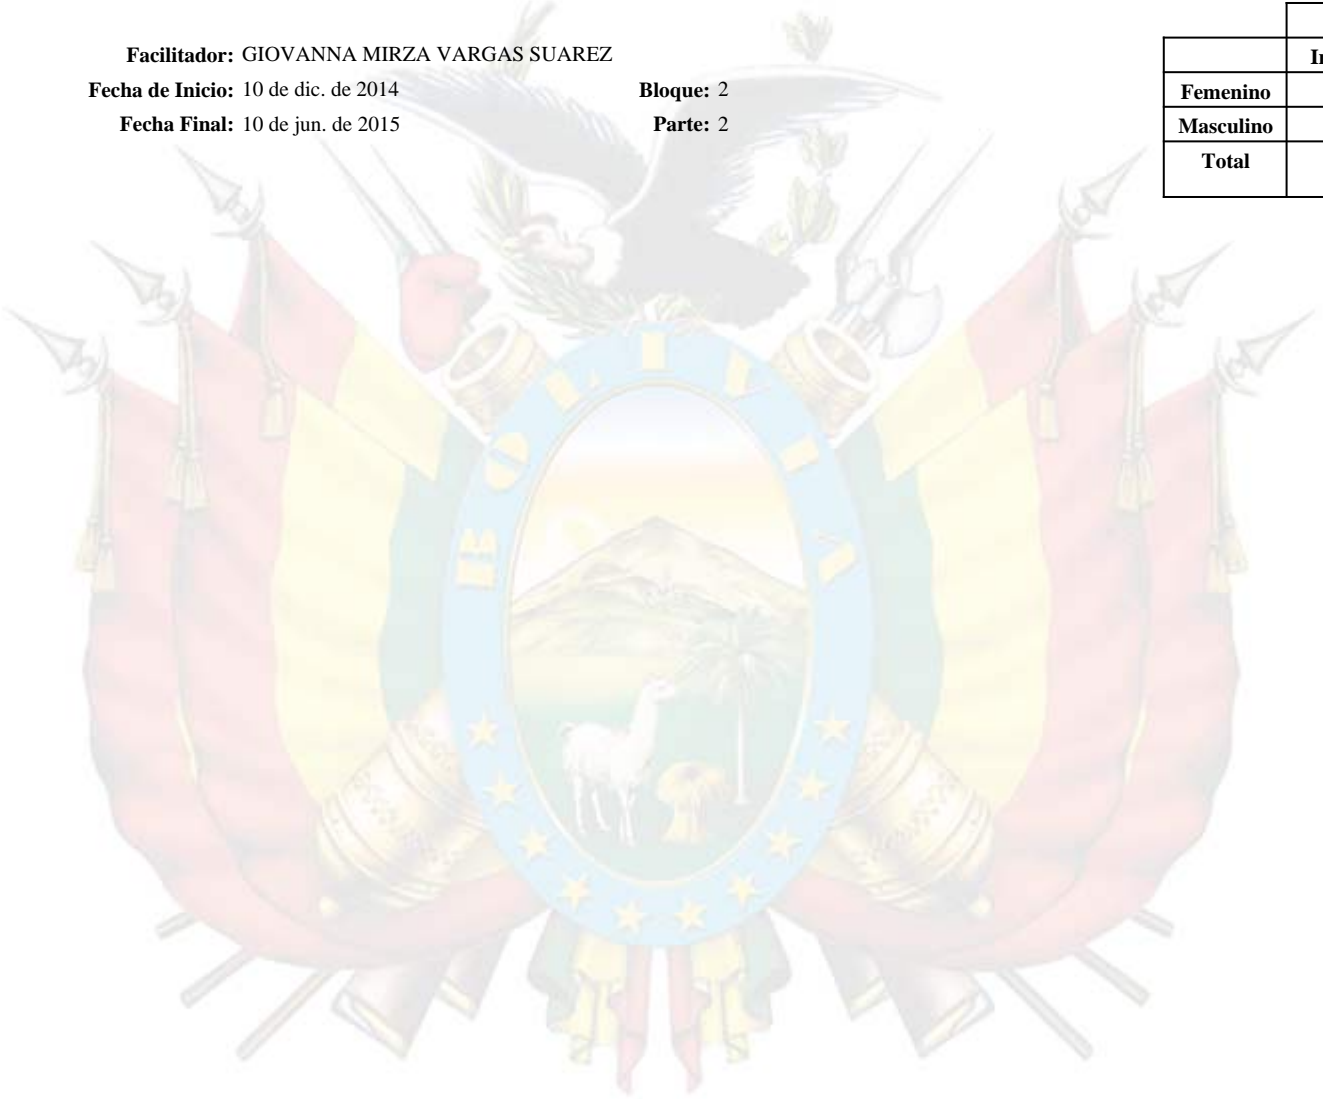 Facilitador: GIOVANNA MIRZA VARGAS SUAREZ
Fecha de Inicio: 10 de dic. de 2014 Bloque: 2
Fecha Final: 10 de jun. de 2015 Parte: 2
Femenino
Masculino
Total
BOLIVIA